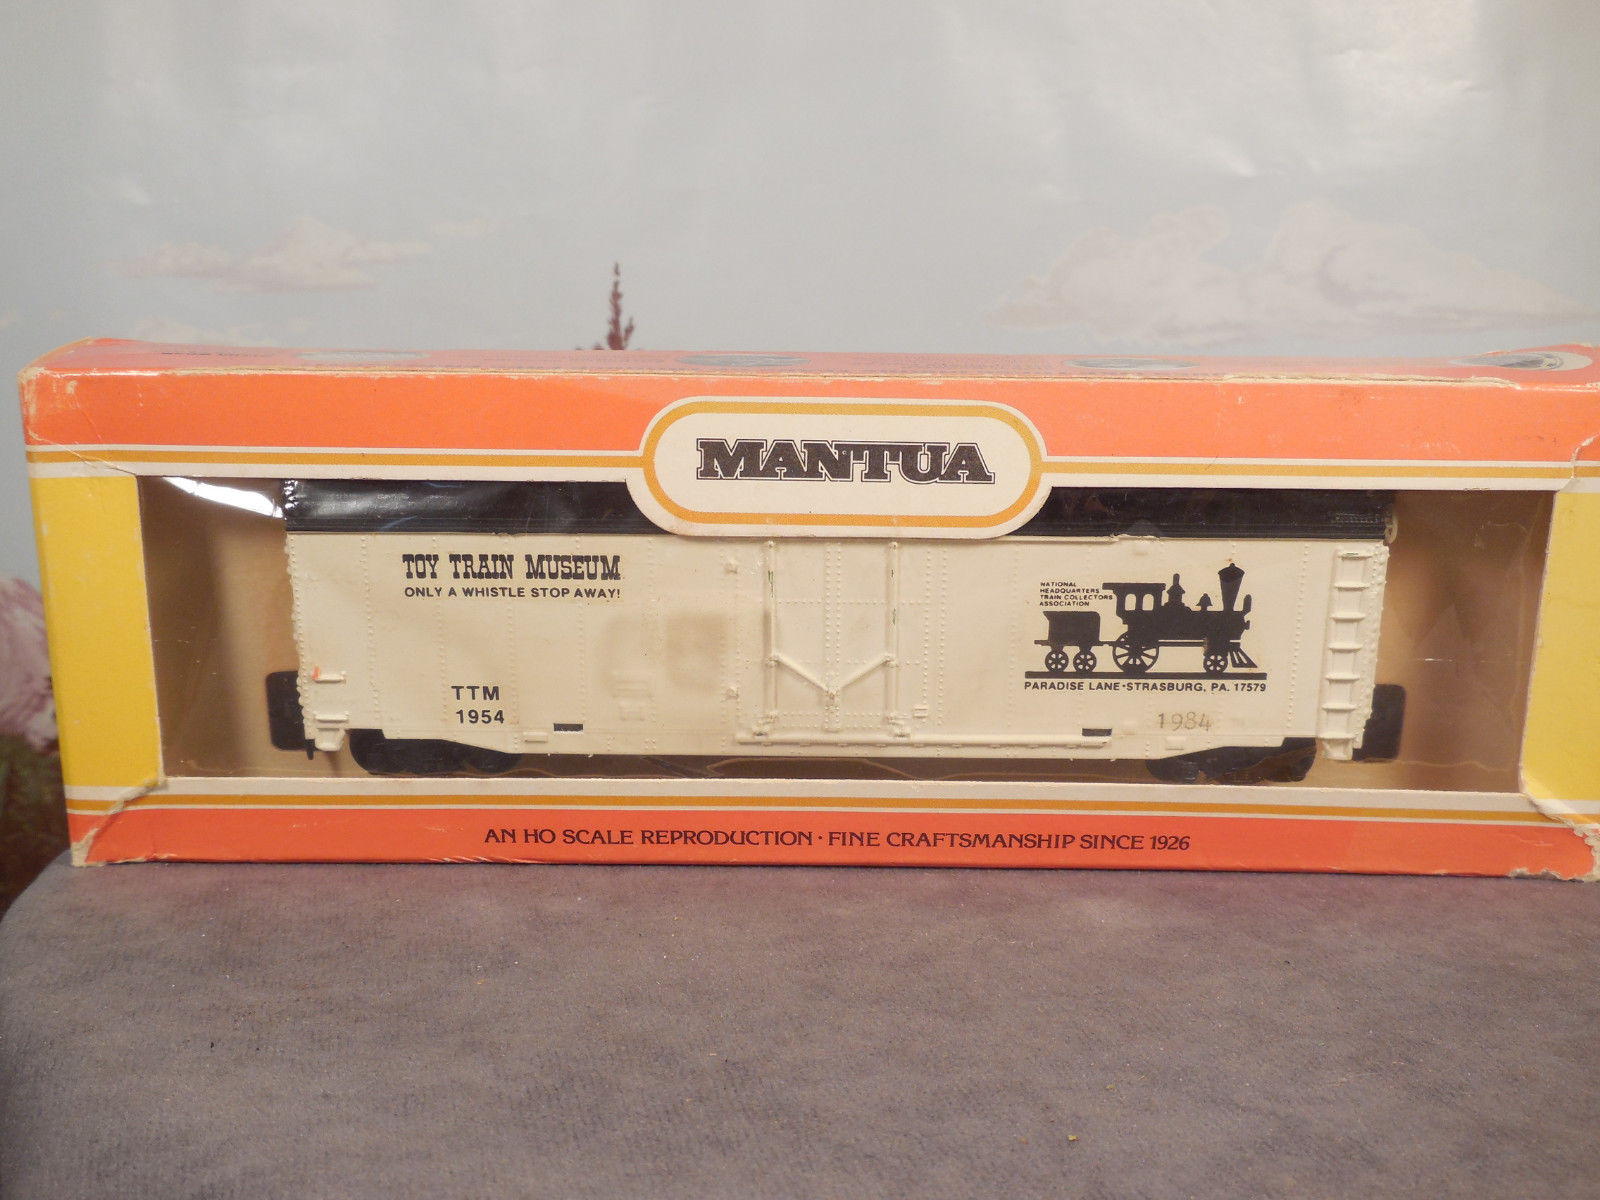 MANTUA
TOY TRAIN MUSEUM
ONLY A WHISTLE STOP AWAY!
NATIONAL
HEADQUARTERS
TRAIN COLLECTORS
ASSOCIATION
TTM
1954
PARADISE LANE•STRASBURG, PA. 17579
1984
AN HO SCALE REPRODUCTION • FINE CRAFTSMANSHIP SINCE 1926